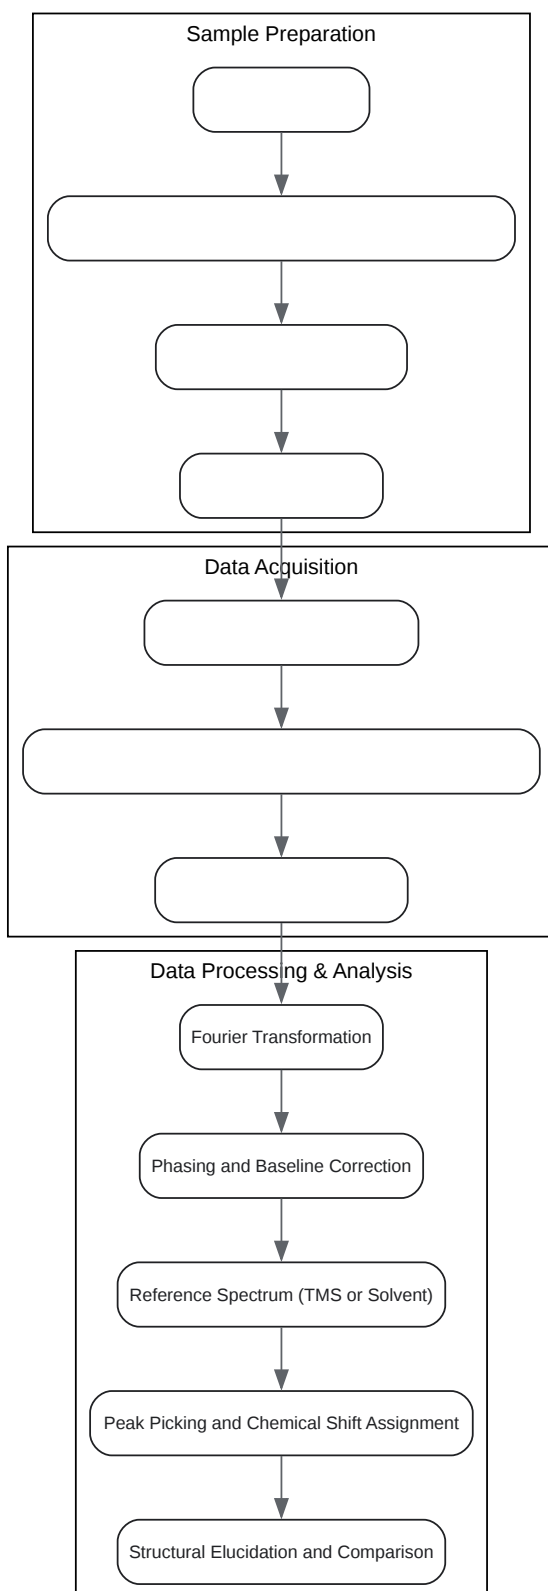 Sample Preparation
Data Acquisition
Data Processing & Analysis
Fourier Transformation
Phasing and Baseline Correction
Reference Spectrum (TMS or Solvent)
Peak Picking and Chemical Shift Assignment
Structural Elucidation and Comparison